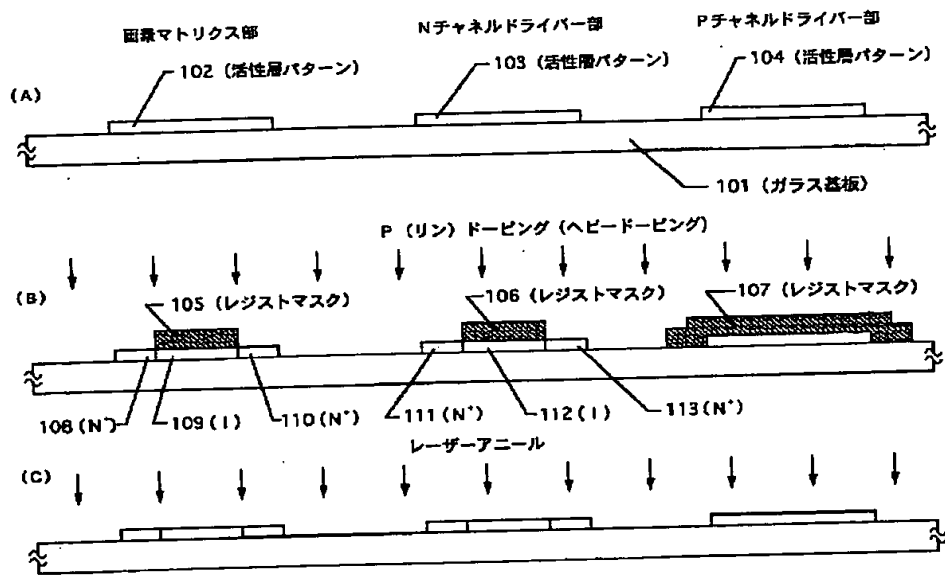 画素マトリクス部
Nチャネルドライバー部
Pチャネルドライバー部
102(活性層パターン)
103(活性層パターン)
104(活性層パターン)
(A)
101(ガラス基板)
P(リン)ドーピング(ヘビードーピング)
(B)
105(レジストマスク)
106(レジストマスク)
107(レジストマスク)
108(N⁻)
109(I)
110(N⁺)
111(N⁺)
112(I)
113(N⁺)
レーザーアニール
(C)